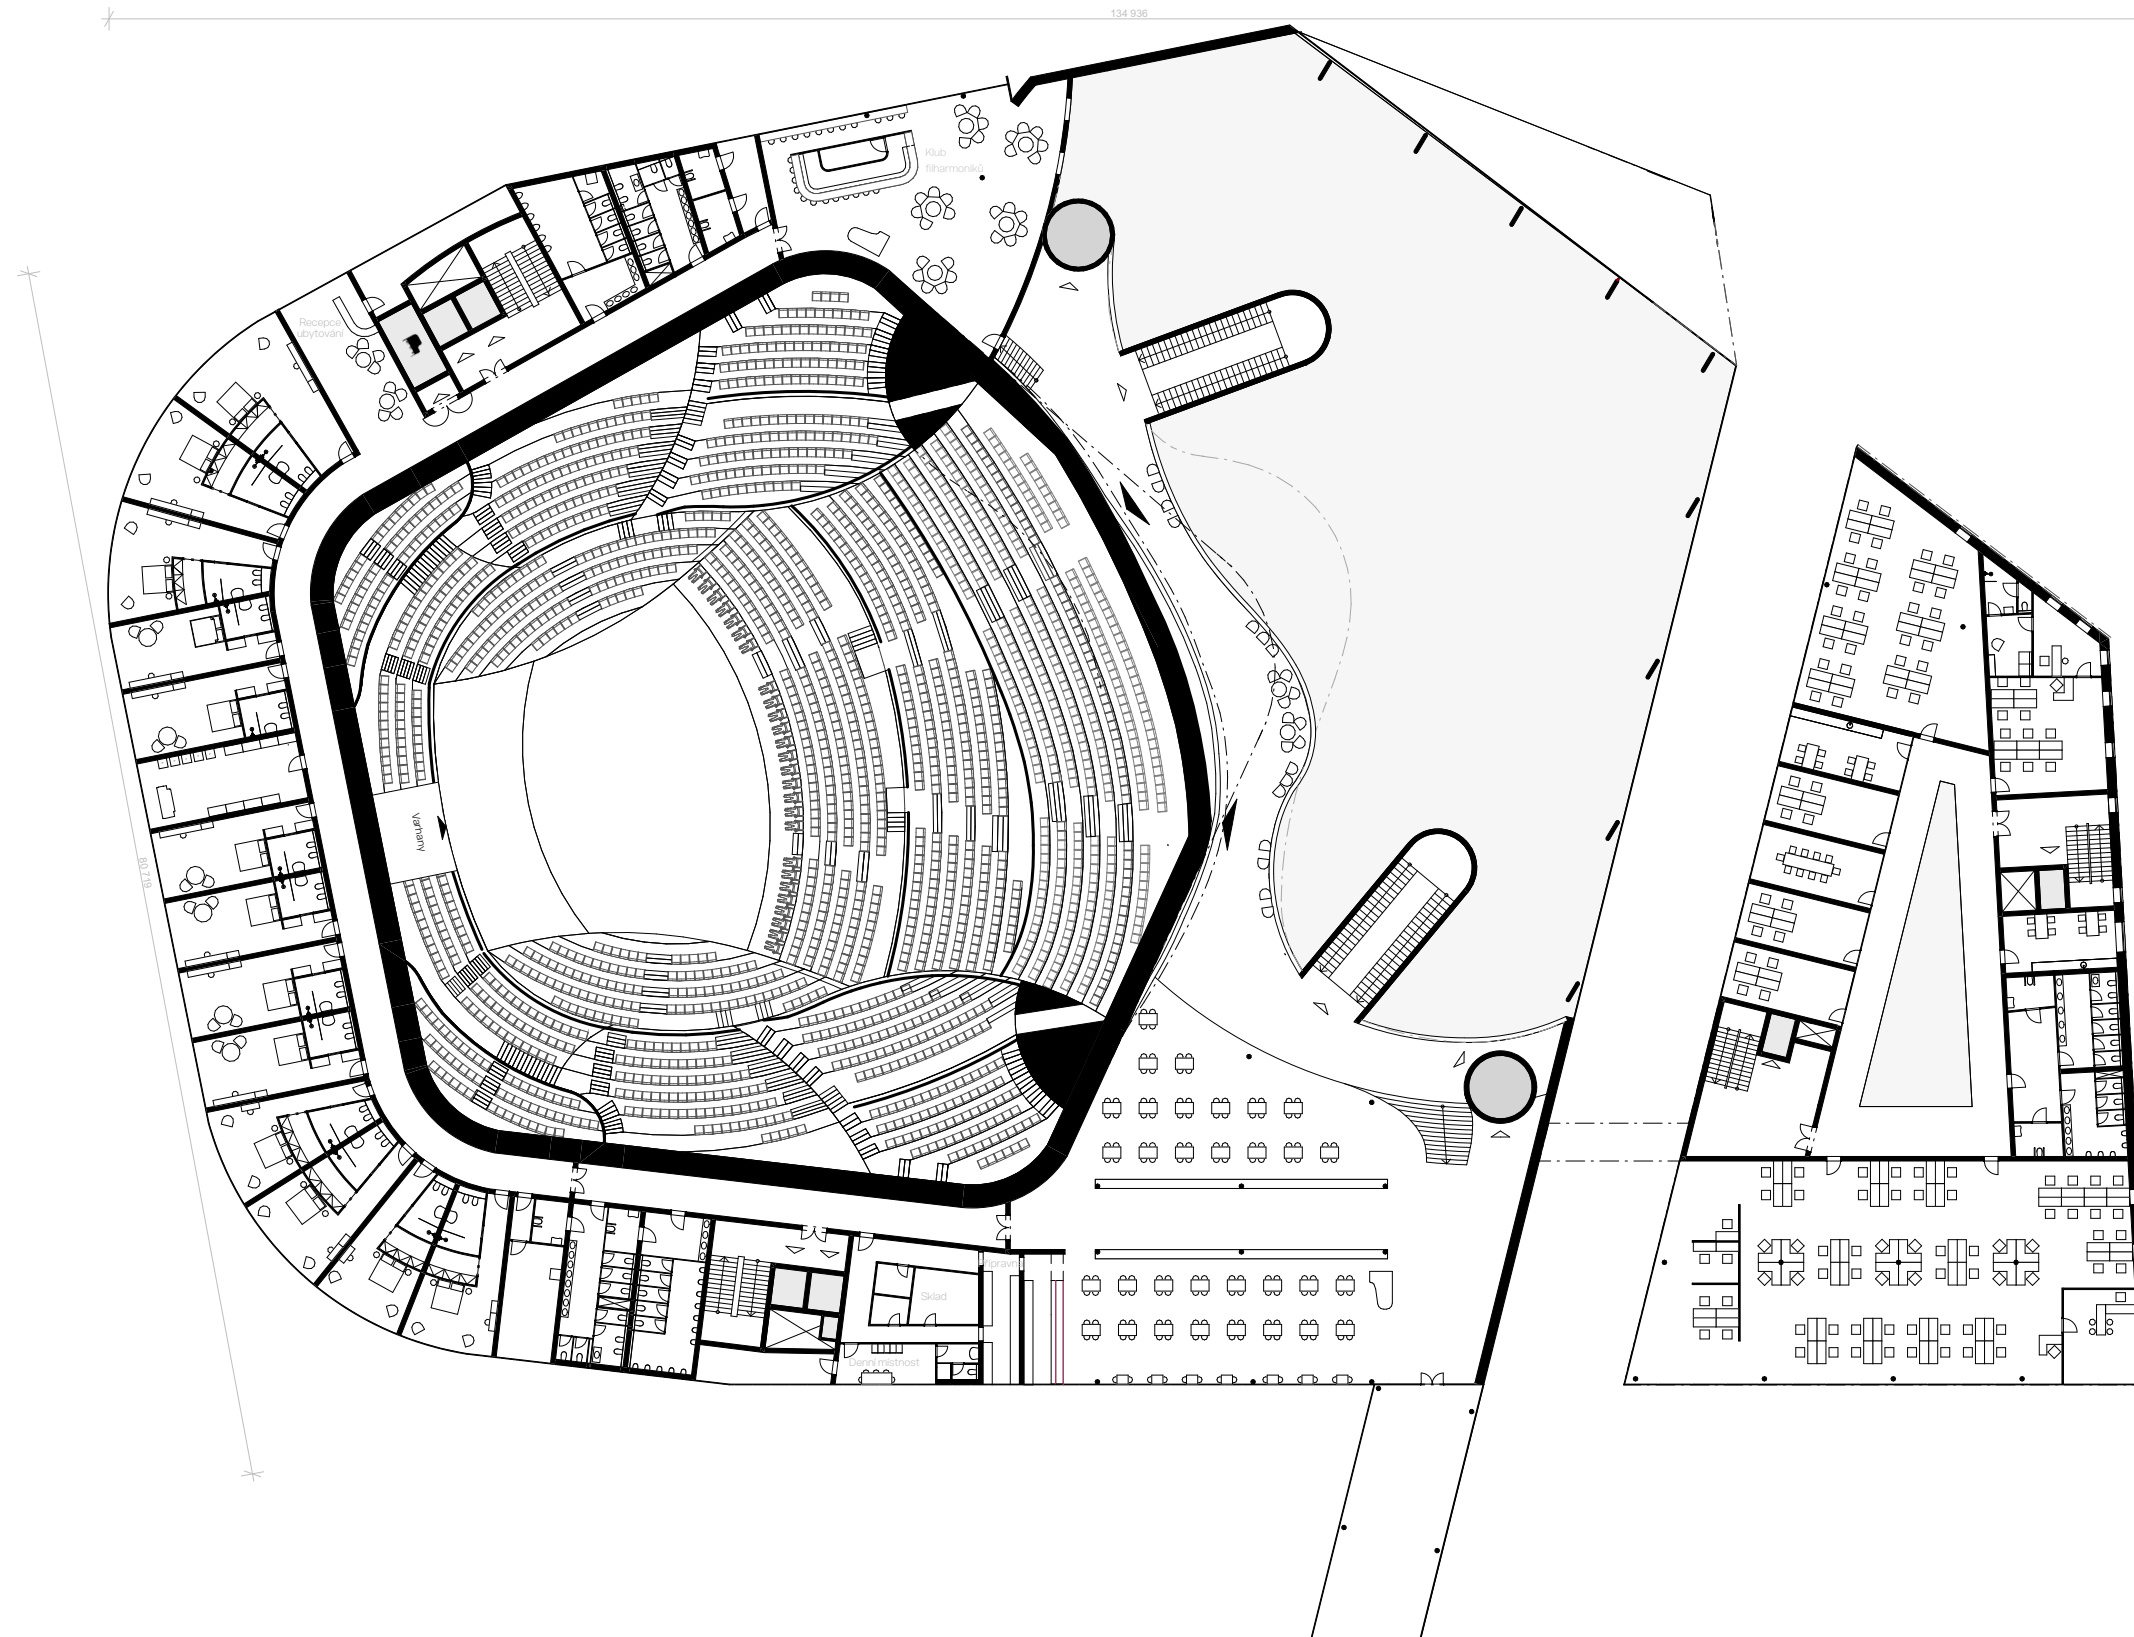 134 936
Klub
filharmoniků
Recepce
ubytování
80 719
Varhany
Sklad
Denní místnost